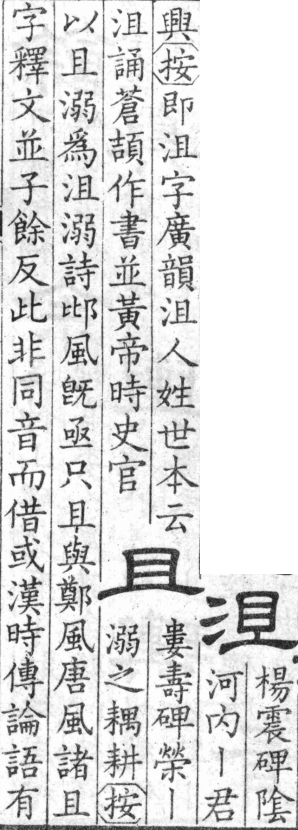 楊震碑陰
河內丨君
興按即沮字廣韻沮人姓世本云
沮誦蒼頡作書並黃帝時史官
且
婁壽碑榮丨
溺之耦耕按
以且溺爲沮溺詩邶風旣亟只且與鄭風唐風諸且
字釋文並子餘反此非同音而借或漢時傳論語有